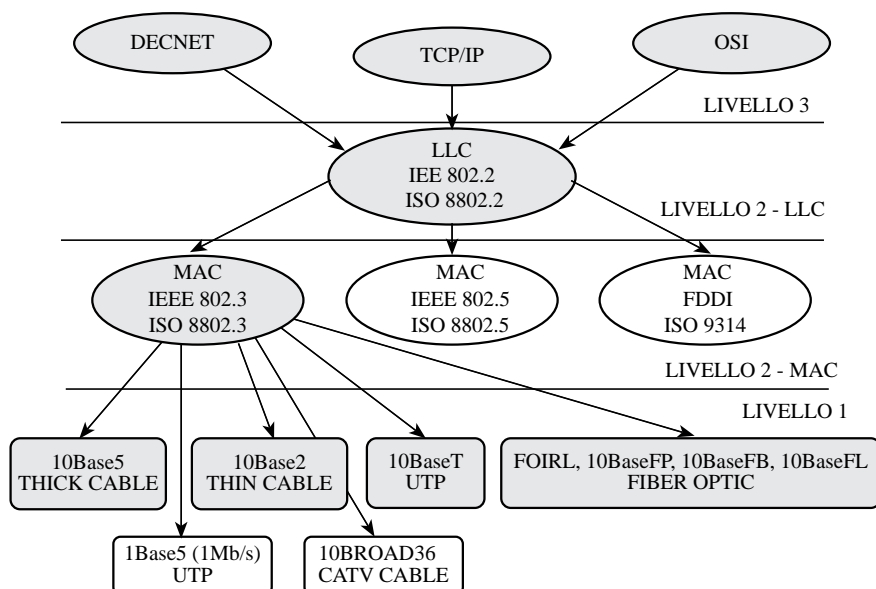 DECNET
TCP/IP
OSI
LIVELLO 3
LLC
IEE 802.2
ISO 8802.2
LIVELLO 2 - LLC
MAC
IEEE 802.3
ISO 8802.3
MAC
IEEE 802.5
ISO 8802.5
MAC
FDDI
ISO 9314
LIVELLO 2 - MAC
LIVELLO 1
10Base5
THICK CABLE
10Base2
THIN CABLE
10BaseT
UTP
FOIRL, 10BaseFP, 10BaseFB, 10BaseFL
FIBER OPTIC
1Base5 (1Mb/s)
UTP
10BROAD36
CATV CABLE